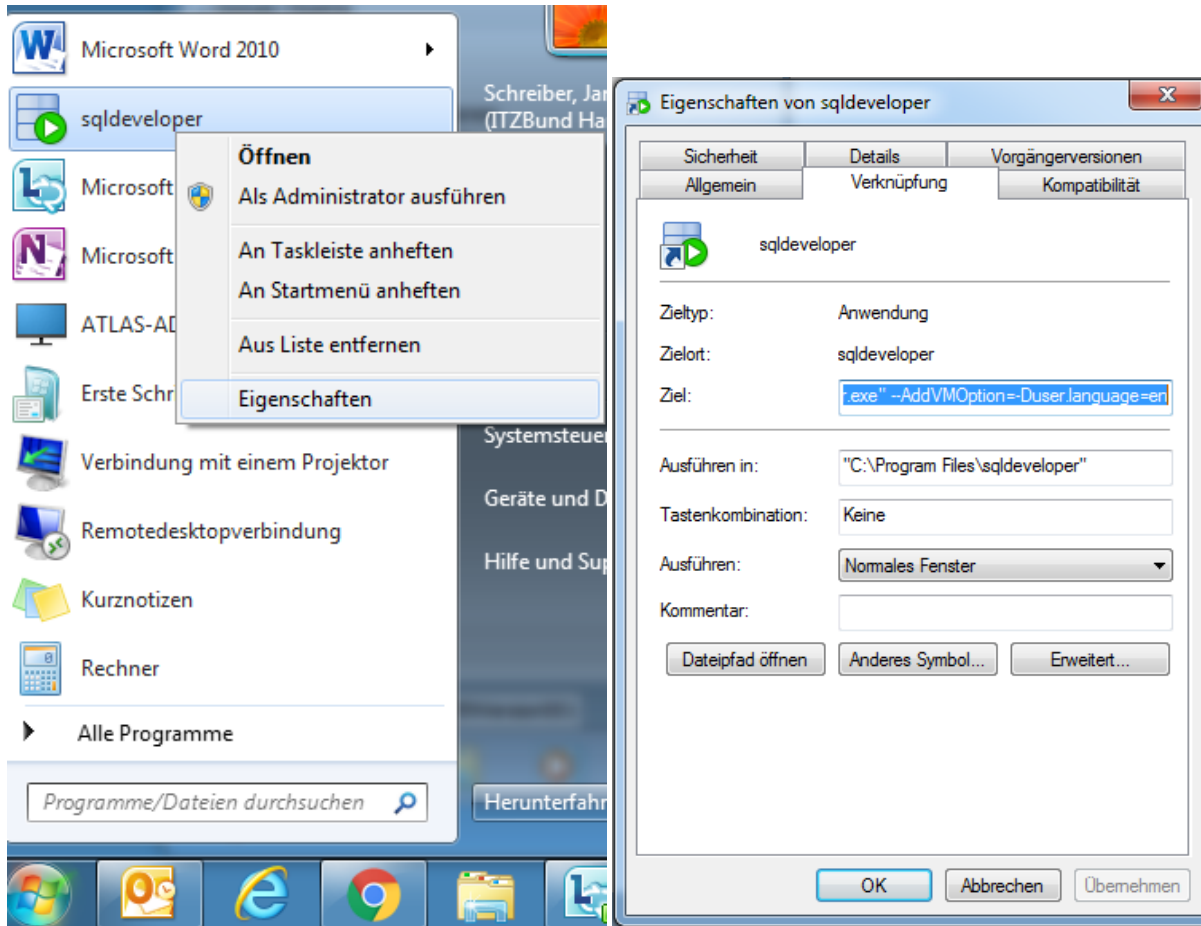 Microsoft Word 2010
sqldeveloper
Öffnen
Microsoft
Als Administrator ausführen
Microsoft
An Taskleiste anheften
An Startmenü anheften
ATLAS-AD
Aus Liste entfernen
Erste Schr
Eigenschaften
Verbindung mit einem Projektor
Remotedesktopverbindung
Kurznotizen
Rechner
Alle Programme
Programme/Dateien durchsuchen
Schreiber, Jan
(ITZBund Ha
Systemsteuer
Geräte und D
Hilfe und Sup
Herunterfahr
Eigenschaften von sqldeveloper
Sicherheit Details Vorgängerversionen
Allgemein Verknüpfung Kompatibilität
sqldeveloper
Zieltyp: Anwendung
Zielort: sqldeveloper
Ziel: r.exe" --AddVMOption=-Duser.language=en
Ausführen in: "C:\Program Files\sqldeveloper"
Tastenkombination: Keine
Ausführen: Normales Fenster
Kommentar:
Dateipfad öffnen Anderes Symbol... Erweitert...
OK Abbrechen Übernehmen